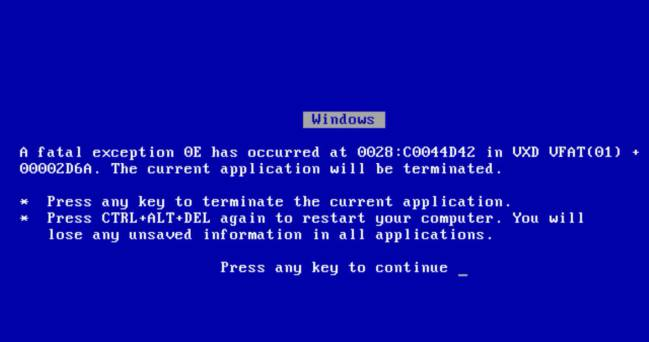 Windows
A fatal exception 0E has occurred at 0028:C0044D42 in VXD VFAT(01) +
00002D6A. The current application will be terminated.
* Press any key to terminate the current application.
* Press CTRL+ALT+DEL again to restart your computer. You will
lose any unsaved information in all applications.
Press any key to continue _